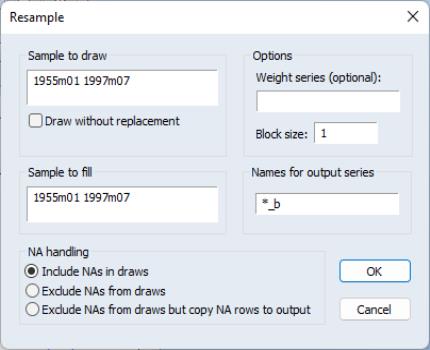 Resample
Sample to draw
1955m01 1997m07
Draw without replacement
Options
Weight series (optional):
Block size: 1
Sample to fill
1955m01 1997m07
Names for output series
*_b
NA handling
Include NAs in draws
Exclude NAs from draws
Exclude NAs from draws but copy NA rows to output
OK
Cancel